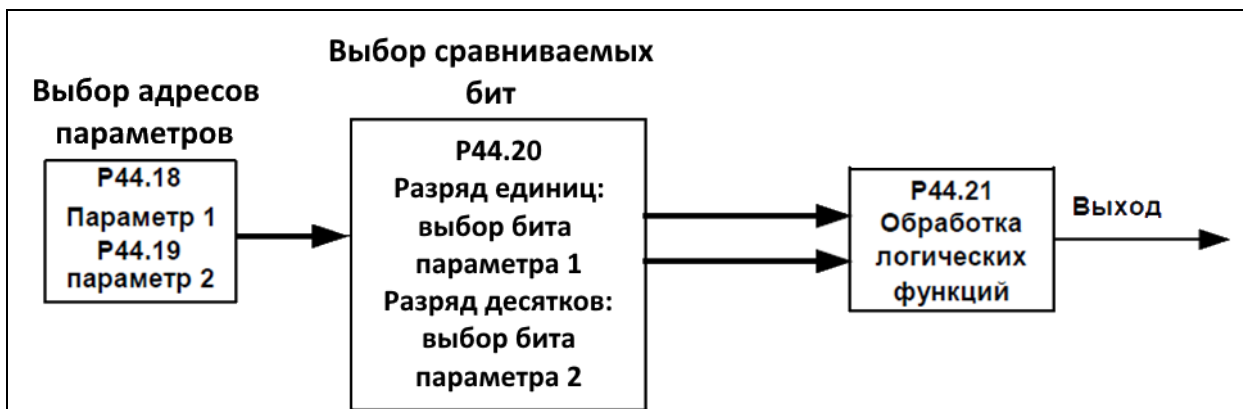 Выбор адресов
параметров
P44.18
Параметр 1
P44.19
параметр 2
Выбор сравниваемых
бит
P44.20
Разряд единиц:
выбор бита
параметра 1
Разряд десятков:
выбор бита
параметра 2
P44.21
Обработка
логических
функций
Выход